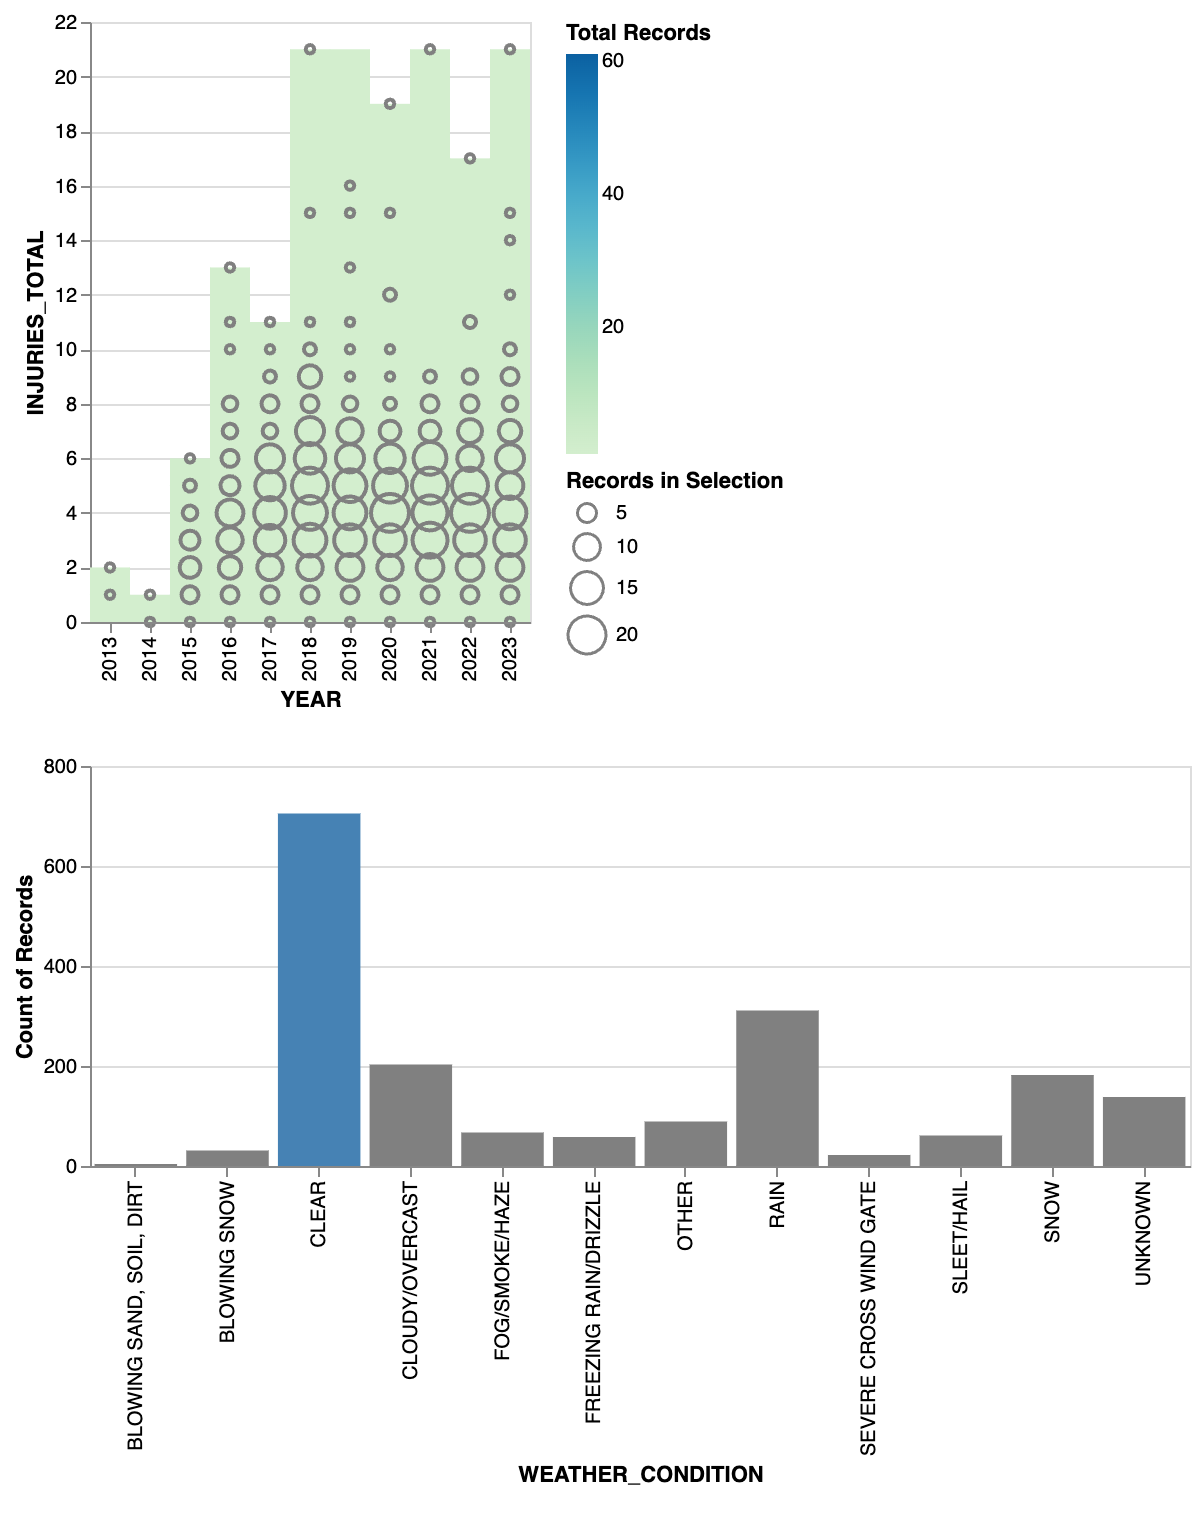 22
20
18
16
14
12
10
8
6
4
2
0
INJURIES_TOTAL
2013
2014
2015
2016
2017
2018
2019
2020
2021
2022
2023
YEAR
Total Records
60
40
20
Records in Selection
5
10
15
20
800
600
400
200
0
Count of Records
BLOWING SAND, SOIL, DIRT
BLOWING SNOW
CLEAR
CLOUDY/OVERCAST
FOG/SMOKE/HAZE
FREEZING RAIN/DRIZZLE
OTHER
RAIN
SEVERE CROSS WIND GATE
SLEET/HAIL
SNOW
UNKNOWN
WEATHER_CONDITION